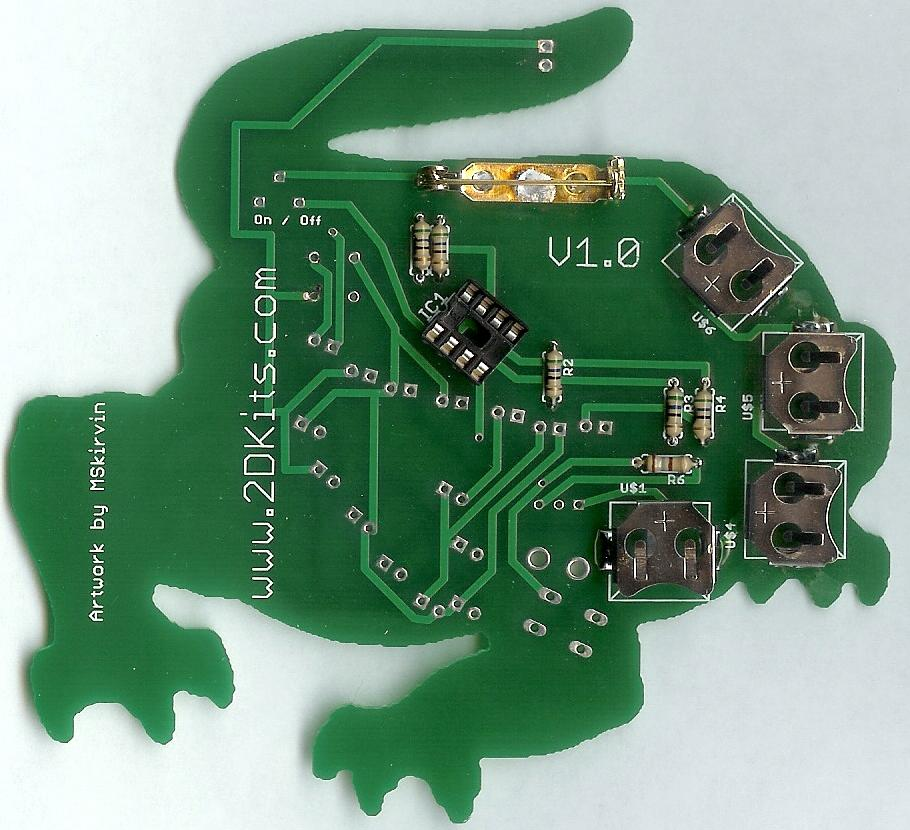 On / Off
V1.0
IC1
R2
R3
R4
R6
U$6
U$5
U$1
U$4
www.2DKits.com
Artwork by MSkirvin